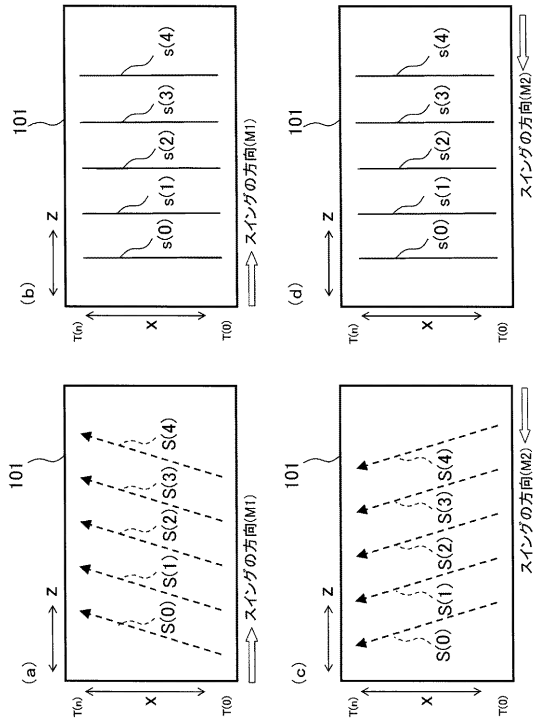 (a)
101
Z
T(n)
X
T(0)
S(0)
S(1)
S(2)
S(3)
S(4)
スイングの方向(M1)
(b)
101
Z
T(n)
X
T(0)
s(0)
s(1)
s(2)
s(3)
s(4)
スイングの方向(M1)
(c)
101
Z
T(n)
X
T(0)
S(0)
S(1)
S(2)
S(3)
S(4)
スイングの方向(M2)
(d)
101
Z
T(n)
X
T(0)
s(0)
s(1)
s(2)
s(3)
s(4)
スイングの方向(M2)